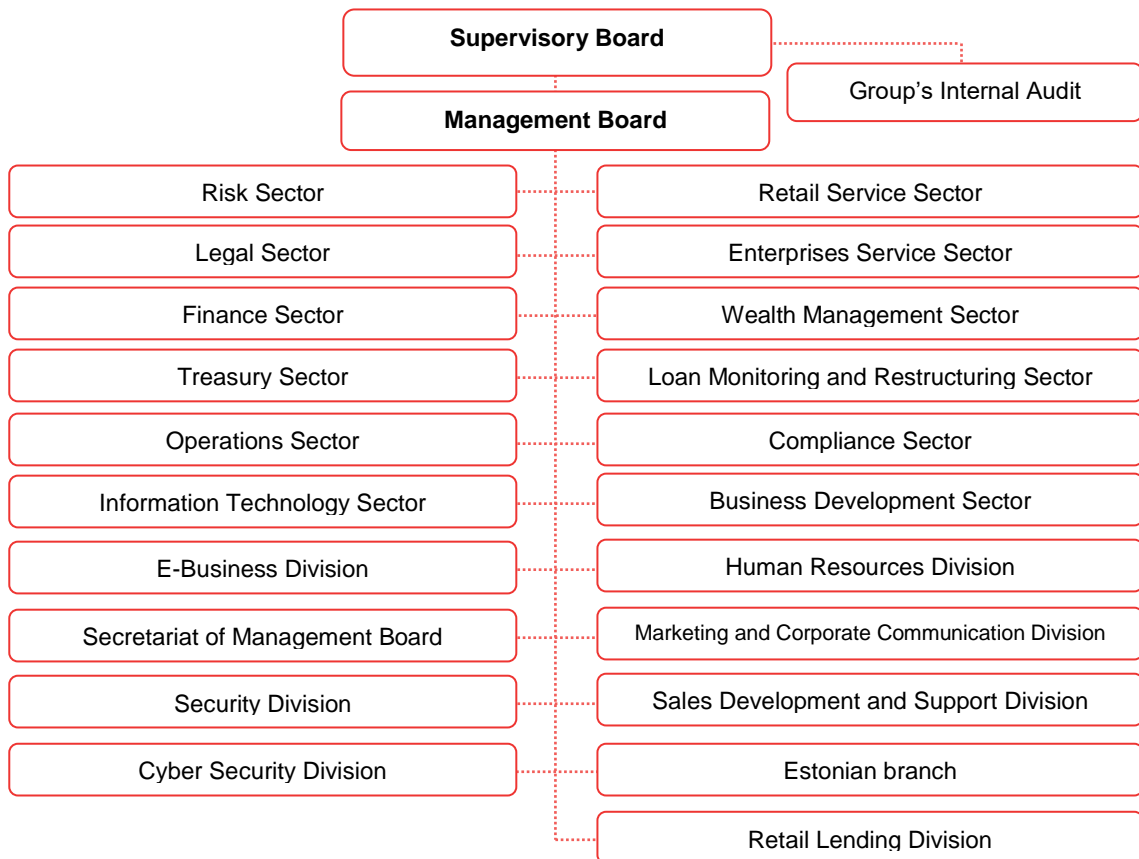 Supervisory Board
Group's Internal Audit
Management Board
Risk Sector
Retail Service Sector
Legal Sector
Enterprises Service Sector
Finance Sector
Wealth Management Sector
Treasury Sector
Loan Monitoring and Restructuring Sector
Operations Sector
Compliance Sector
Information Technology Sector
Business Development Sector
E-Business Division
Human Resources Division
Secretariat of Management Board
Marketing and Corporate Communication Division
Security Division
Sales Development and Support Division
Cyber Security Division
Estonian branch
Retail Lending Division